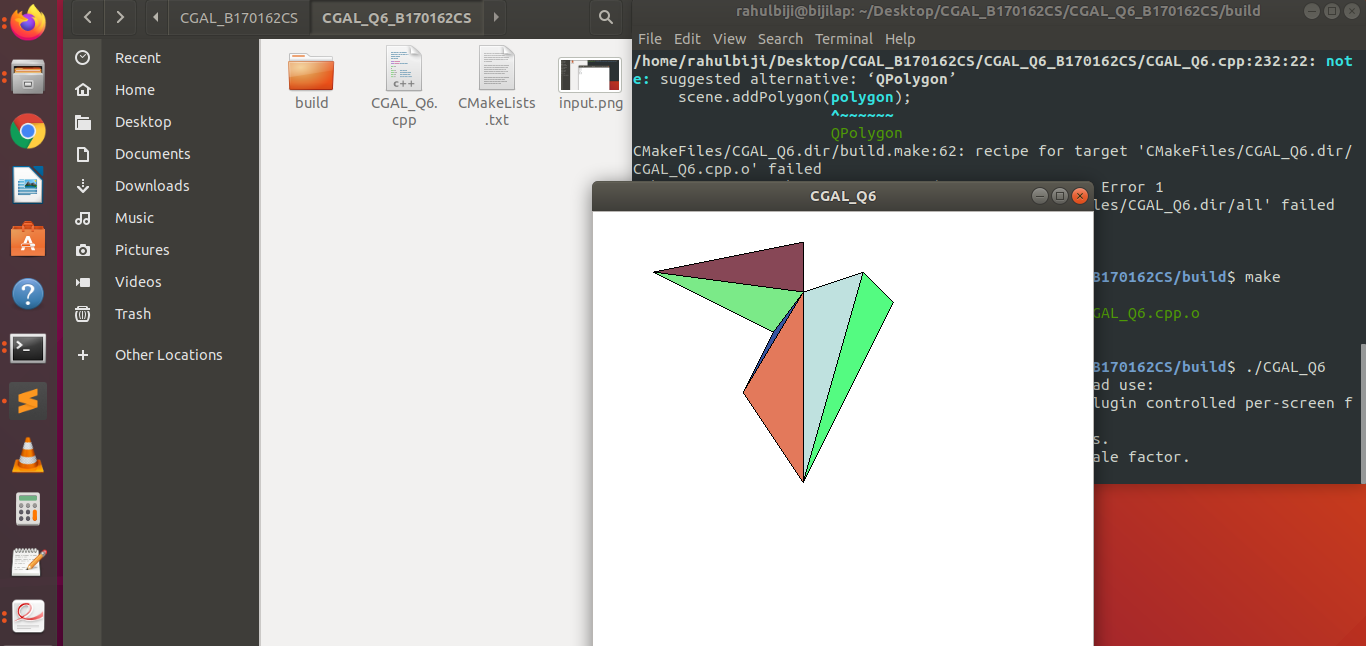 CGAL_B170162CS
CGAL_Q6_B170162CS
Recent
Home
Desktop
Documents
Downloads
Music
Pictures
Videos
Trash
Other Locations
build
CGAL_Q6.
cpp
CMakeLists
.txt
input.png
C++
rahulbiji@bijilap: ~/Desktop/CGAL_B170162CS/CGAL_Q6_B170162CS/build
File Edit View Search Terminal Help
/home/rahulbiji/Desktop/CGAL_B170162CS/CGAL_Q6_B170162CS/CGAL_Q6.cpp:232:22: not
e: suggested alternative: ‘QPolygon’
scene.addPolygon(polygon);
^~~~~~~
QPolygon
CMakeFiles/CGAL_Q6.dir/build.make:62: recipe for target 'CMakeFiles/CGAL_Q6.dir/
CGAL_Q6.cpp.o' failed
Error 1
les/CGAL_Q6.dir/all' failed
B170162CS/build$ make
GAL_Q6.cpp.o
B170162CS/build$ ./CGAL_Q6
ad use:
lugin controlled per-screen f
s.
ale factor.
CGAL_Q6